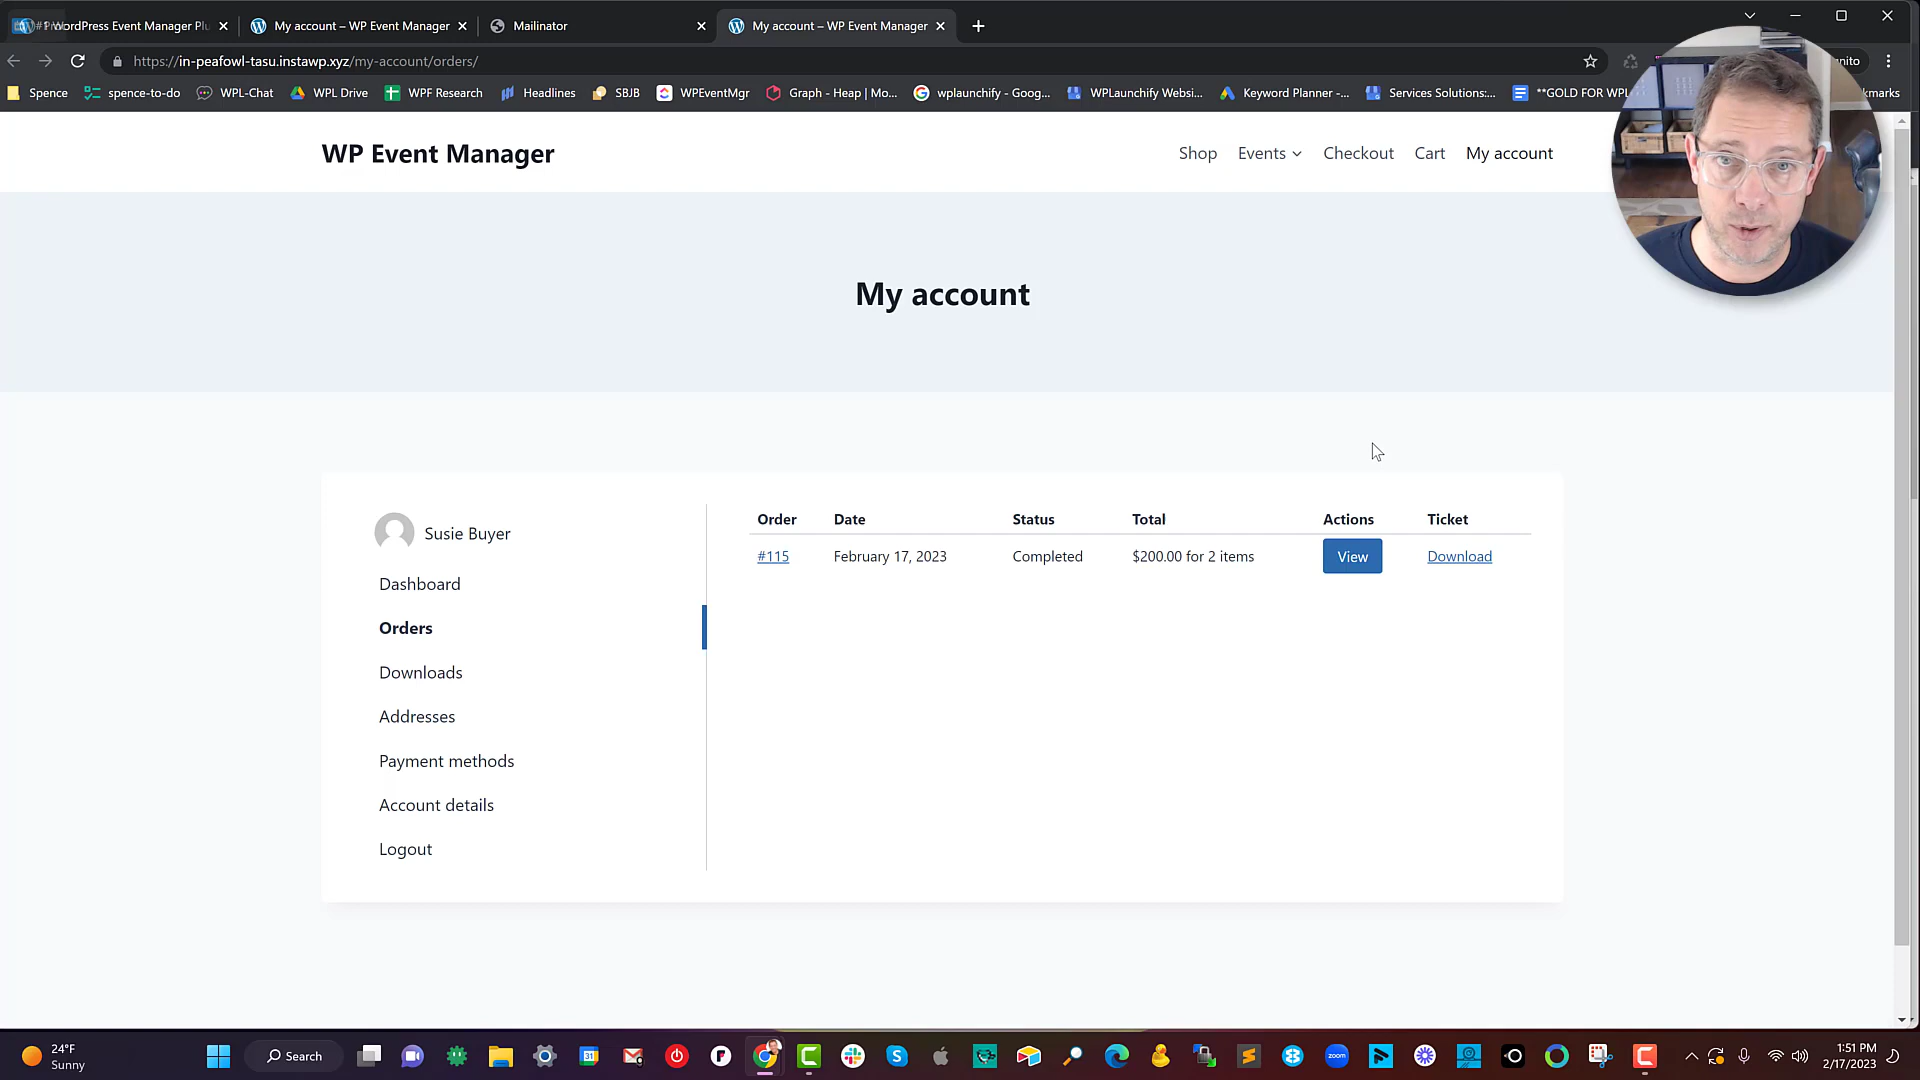 WordPress Event Manager Plu
My account – WP Event Manager
Mailinator
My account – WP Event Manager
https://in-peafowl-tasu.instawp.xyz/my-account/orders/
Spence
spence-to-do
WPL-Chat
WPL Drive
WPF Research
Headlines
SBJB
WPEventMgr
Graph - Heap | Mo...
wplaunchify - Goog...
WPLaunchify Websi...
Keyword Planner -...
Services Solutions:...
**GOLD FOR WPL
WP Event Manager
Shop
Events
Checkout
Cart
My account
My account
Susie Buyer
Dashboard
Orders
Downloads
Addresses
Payment methods
Account details
Logout
Order Date Status Total Actions Ticket
#115 February 17, 2023 Completed $200.00 for 2 items View Download
24°F
Sunny
Search
31
zoom
1:51 PM
2/17/2023